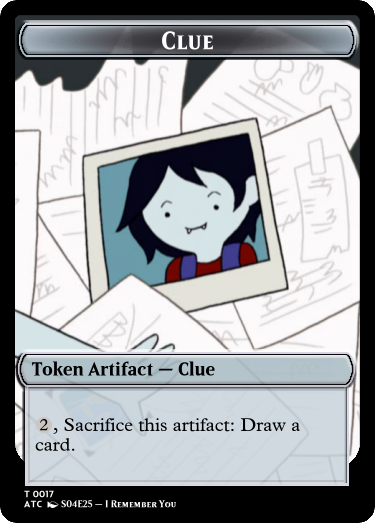 Clue
Token Artifact — Clue
2, Sacrifice this artifact: Draw a
card.
T 0017
ATC S04E25 – I Remember You